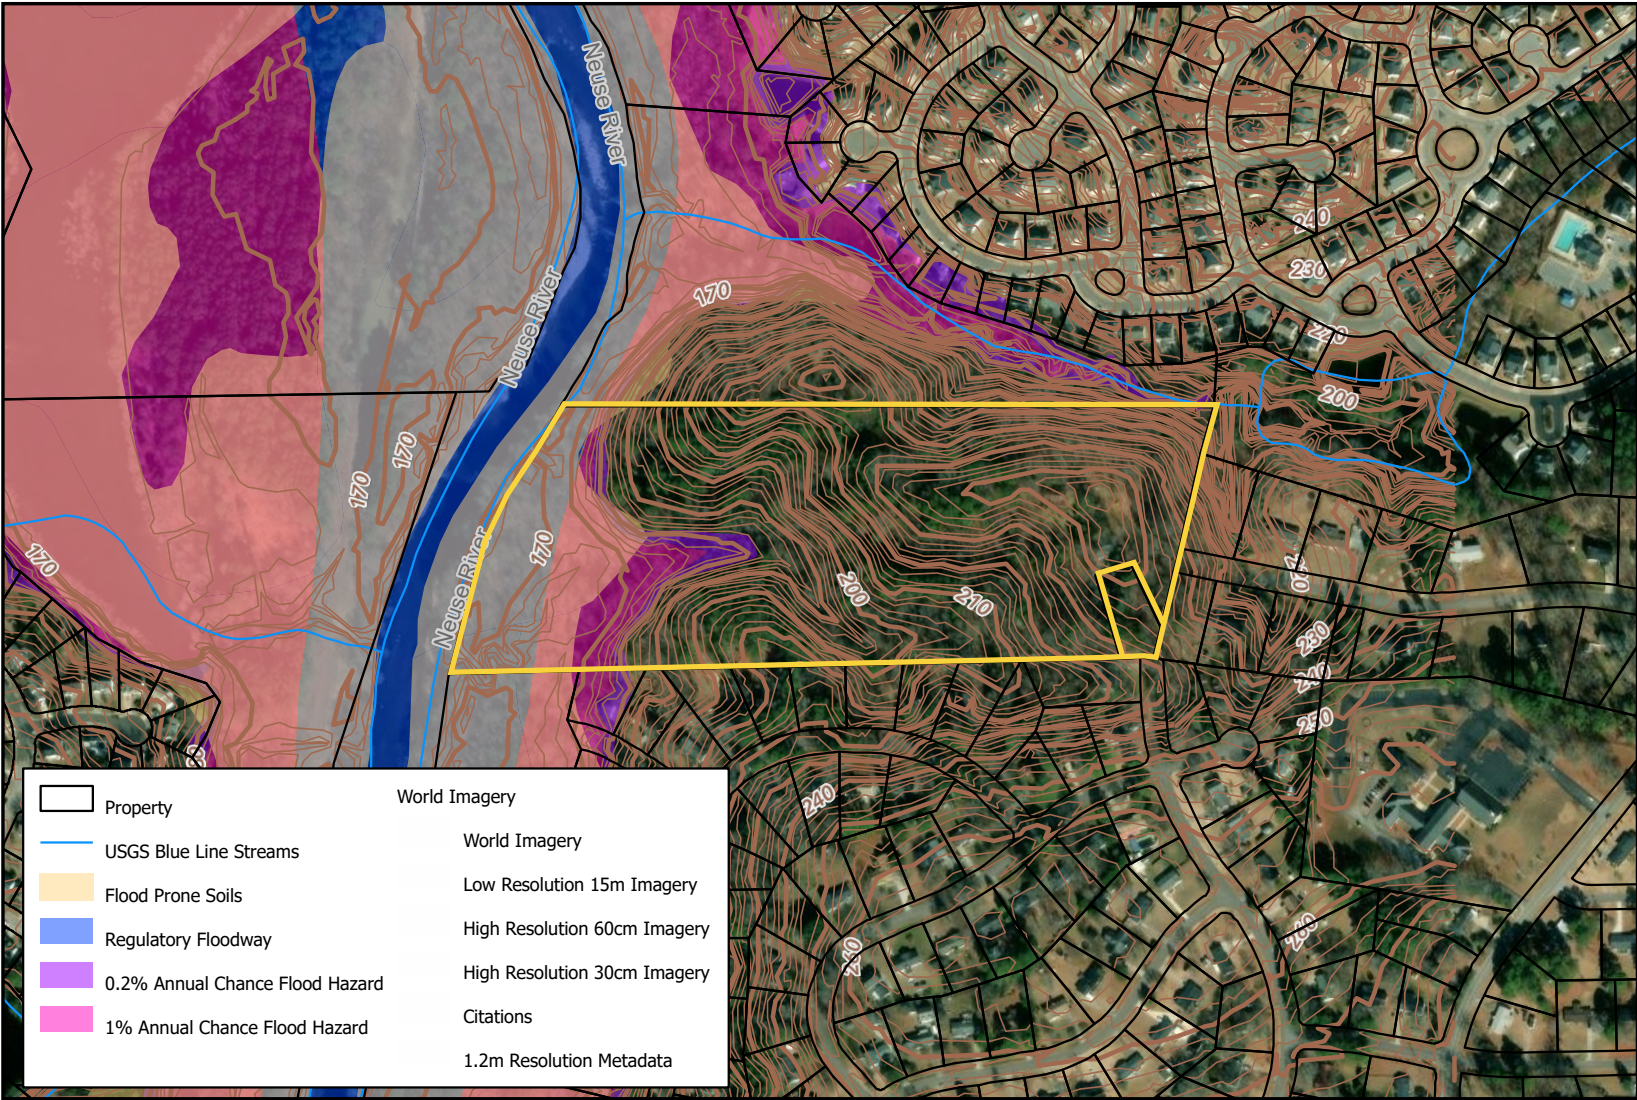 Neuse River
240
230
220
170
200
Neuse River
170
170
170
170
Neuse River
200
210
230
240
250
240
260
Property
USGS Blue Line Streams
Flood Prone Soils
Regulatory Floodway
0.2% Annual Chance Flood Hazard
1% Annual Chance Flood Hazard
World Imagery
World Imagery
Low Resolution 15m Imagery
High Resolution 60cm Imagery
High Resolution 30cm Imagery
Citations
1.2m Resolution Metadata